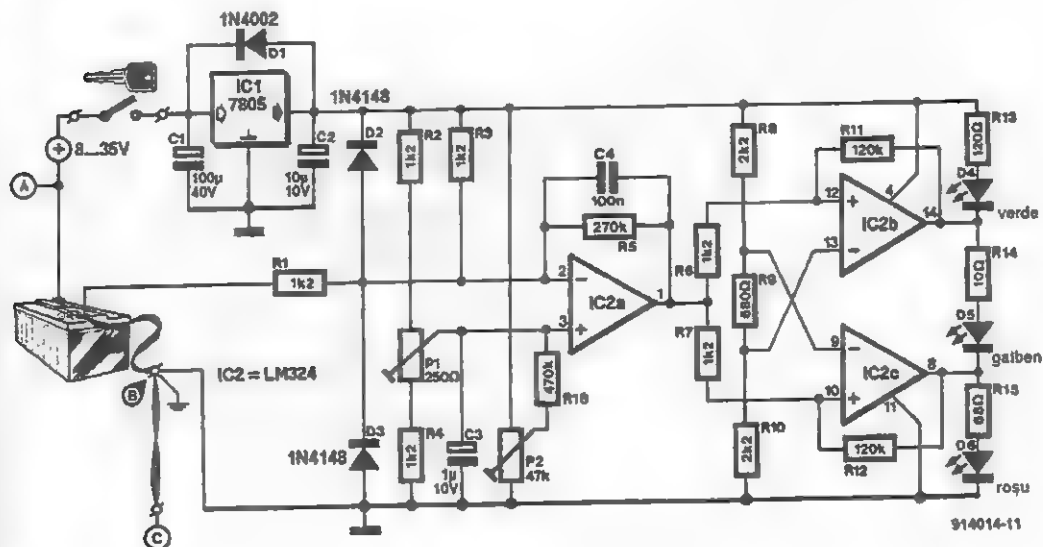 1N4002
D1
IC1
7805
8....35V
A
C1
100µ
40V
C2
10µ
10V
1N4148
D2
R2
1k2
R3
1k2
C4
100n
270k
R5
R1
1k2
2
3
1
IC2a
P1
250Ω
R4
1k2
D3
1N4148
C3
1µ
10V
470k
R16
P2
47k
IC2 = LM324
B
C
R6
1k2
R7
1k2
R8
2k2
R9
680Ω
R10
2k2
R11
120k
12
13
4
14
IC2b
9
10
8
11
IC2c
120k
R12
R13
120Ω
D4
verde
R14
10Ω
D5
galben
R15
68Ω
D6
roşu
914014-11